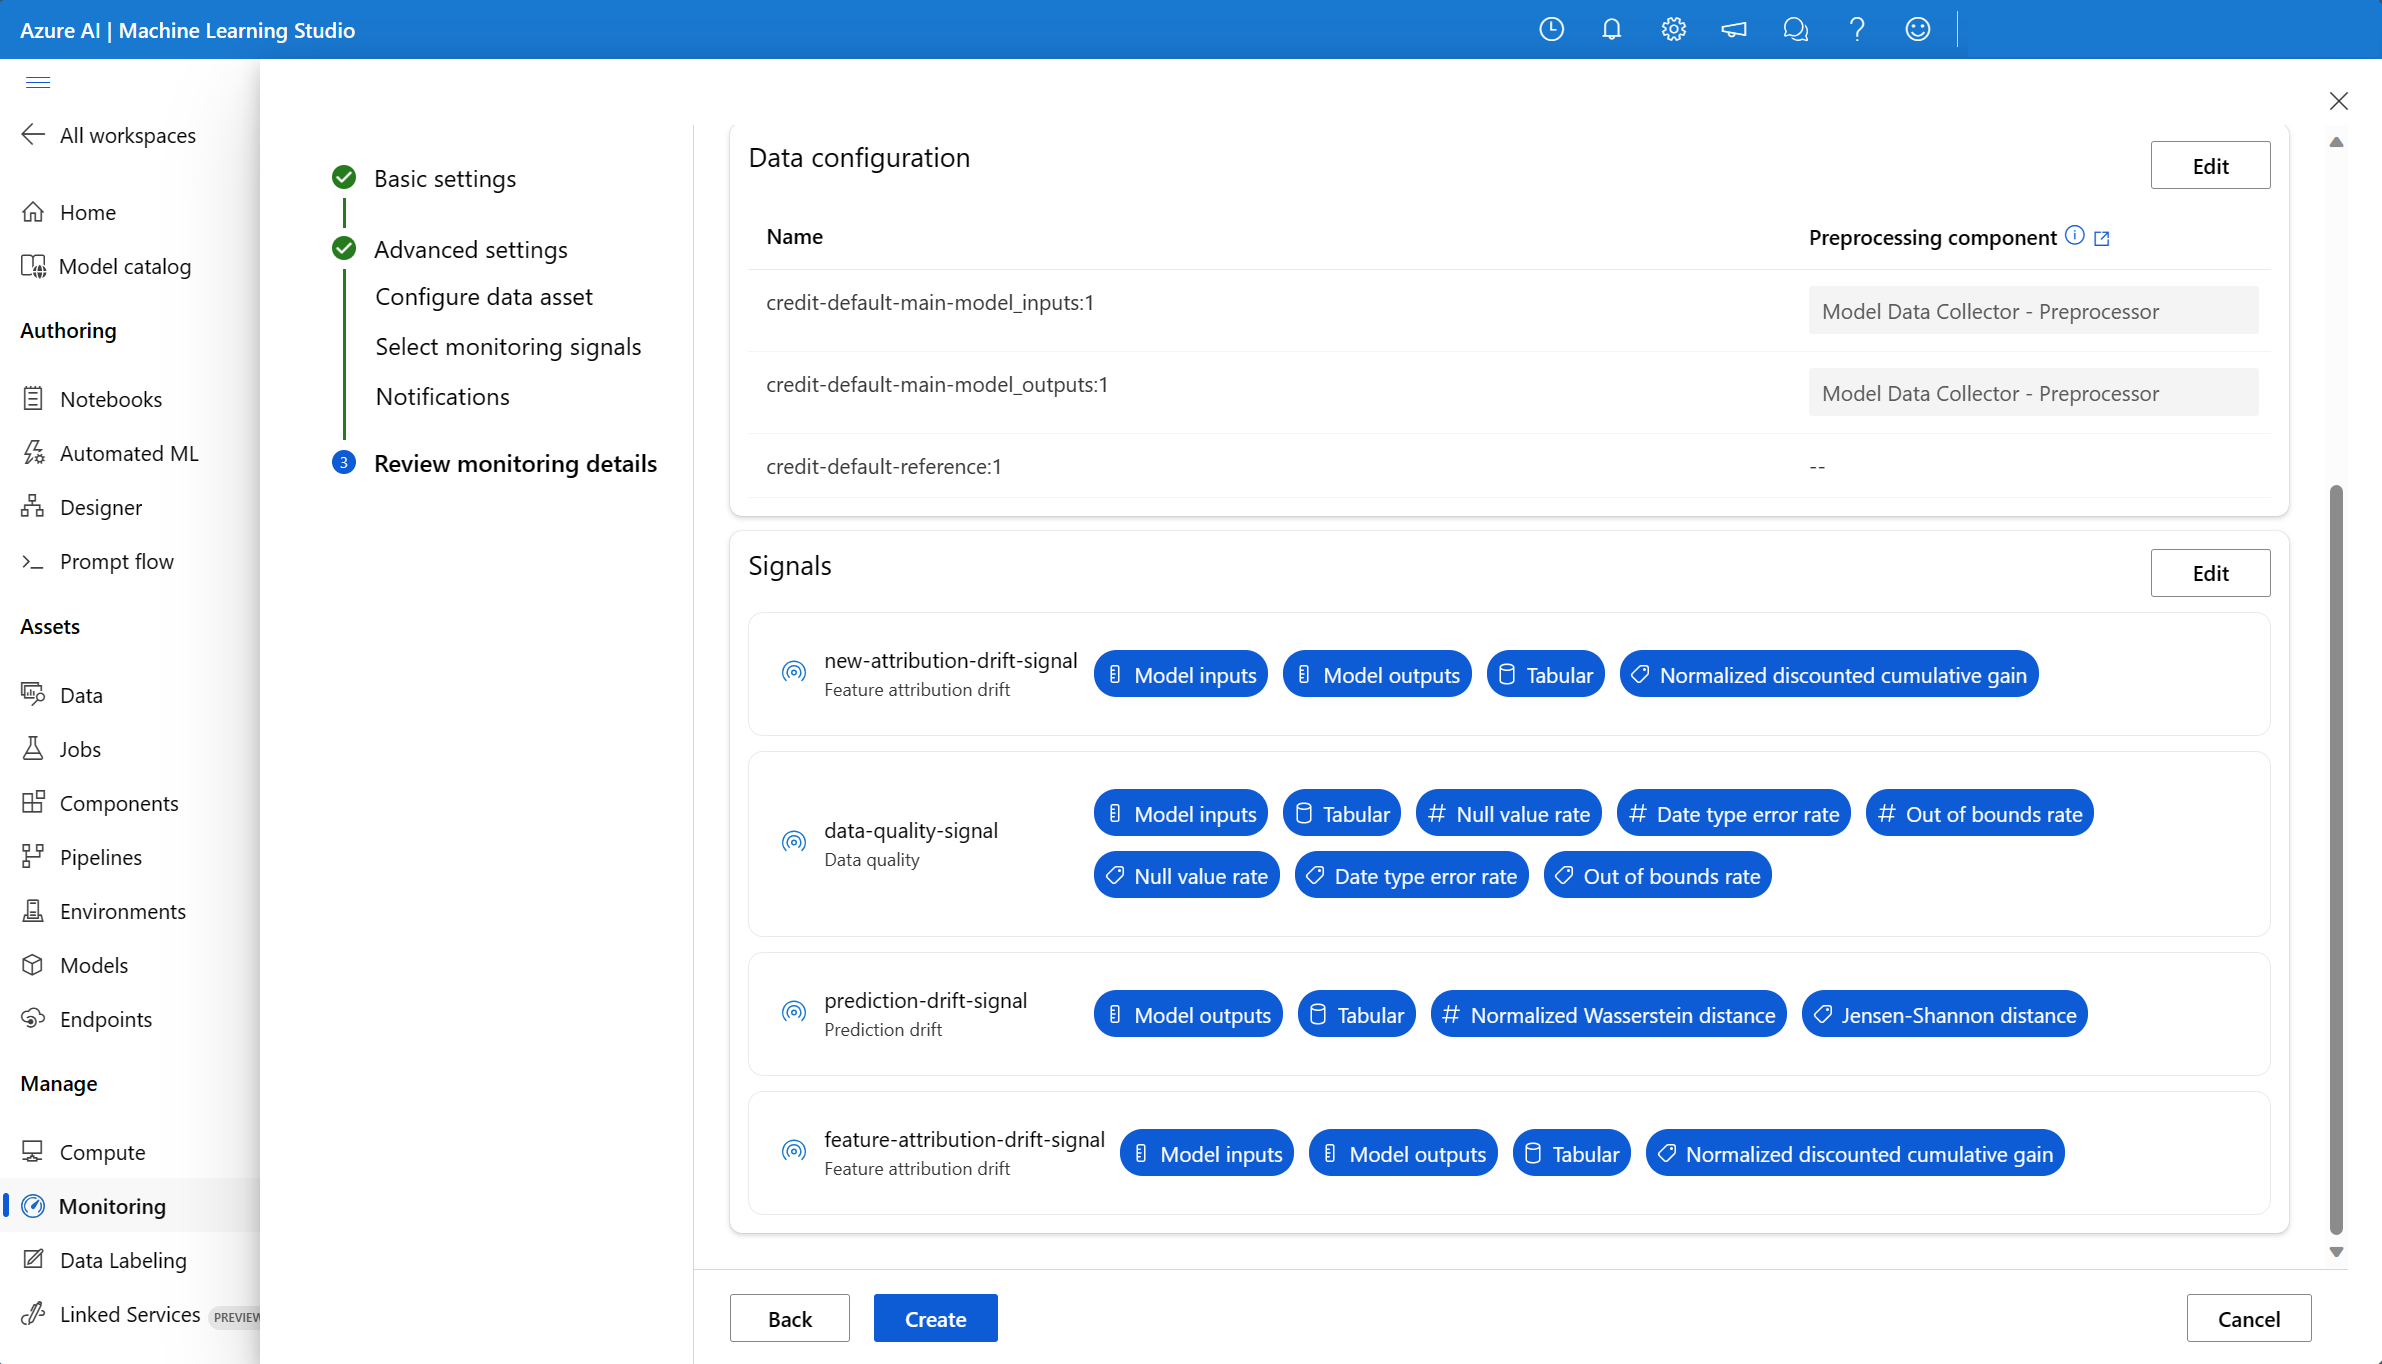 Azure AI | Machine Learning Studio
All workspaces
Home
Model catalog
Authoring
Notebooks
Automated ML
Designer
Prompt flow
Assets
Data
Jobs
Components
Pipelines
Environments
Models
Endpoints
Manage
Compute
Monitoring
Data Labeling
Linked Services PREVIEW
Basic settings
Advanced settings
Configure data asset
Select monitoring signals
Notifications
3 Review monitoring details
Data configuration
Edit
Name Preprocessing component
credit-default-main-model_inputs:1 Model Data Collector - Preprocessor
credit-default-main-model_outputs:1 Model Data Collector - Preprocessor
credit-default-reference:1 --
Signals
Edit
new-attribution-drift-signal
Feature attribution drift
Model inputs Model outputs Tabular Normalized discounted cumulative gain
data-quality-signal
Data quality
Model inputs Tabular # Null value rate # Date type error rate # Out of bounds rate
Null value rate Date type error rate Out of bounds rate
prediction-drift-signal
Prediction drift
Model outputs Tabular # Normalized Wasserstein distance Jensen-Shannon distance
feature-attribution-drift-signal
Feature attribution drift
Model inputs Model outputs Tabular Normalized discounted cumulative gain
Back Create Cancel